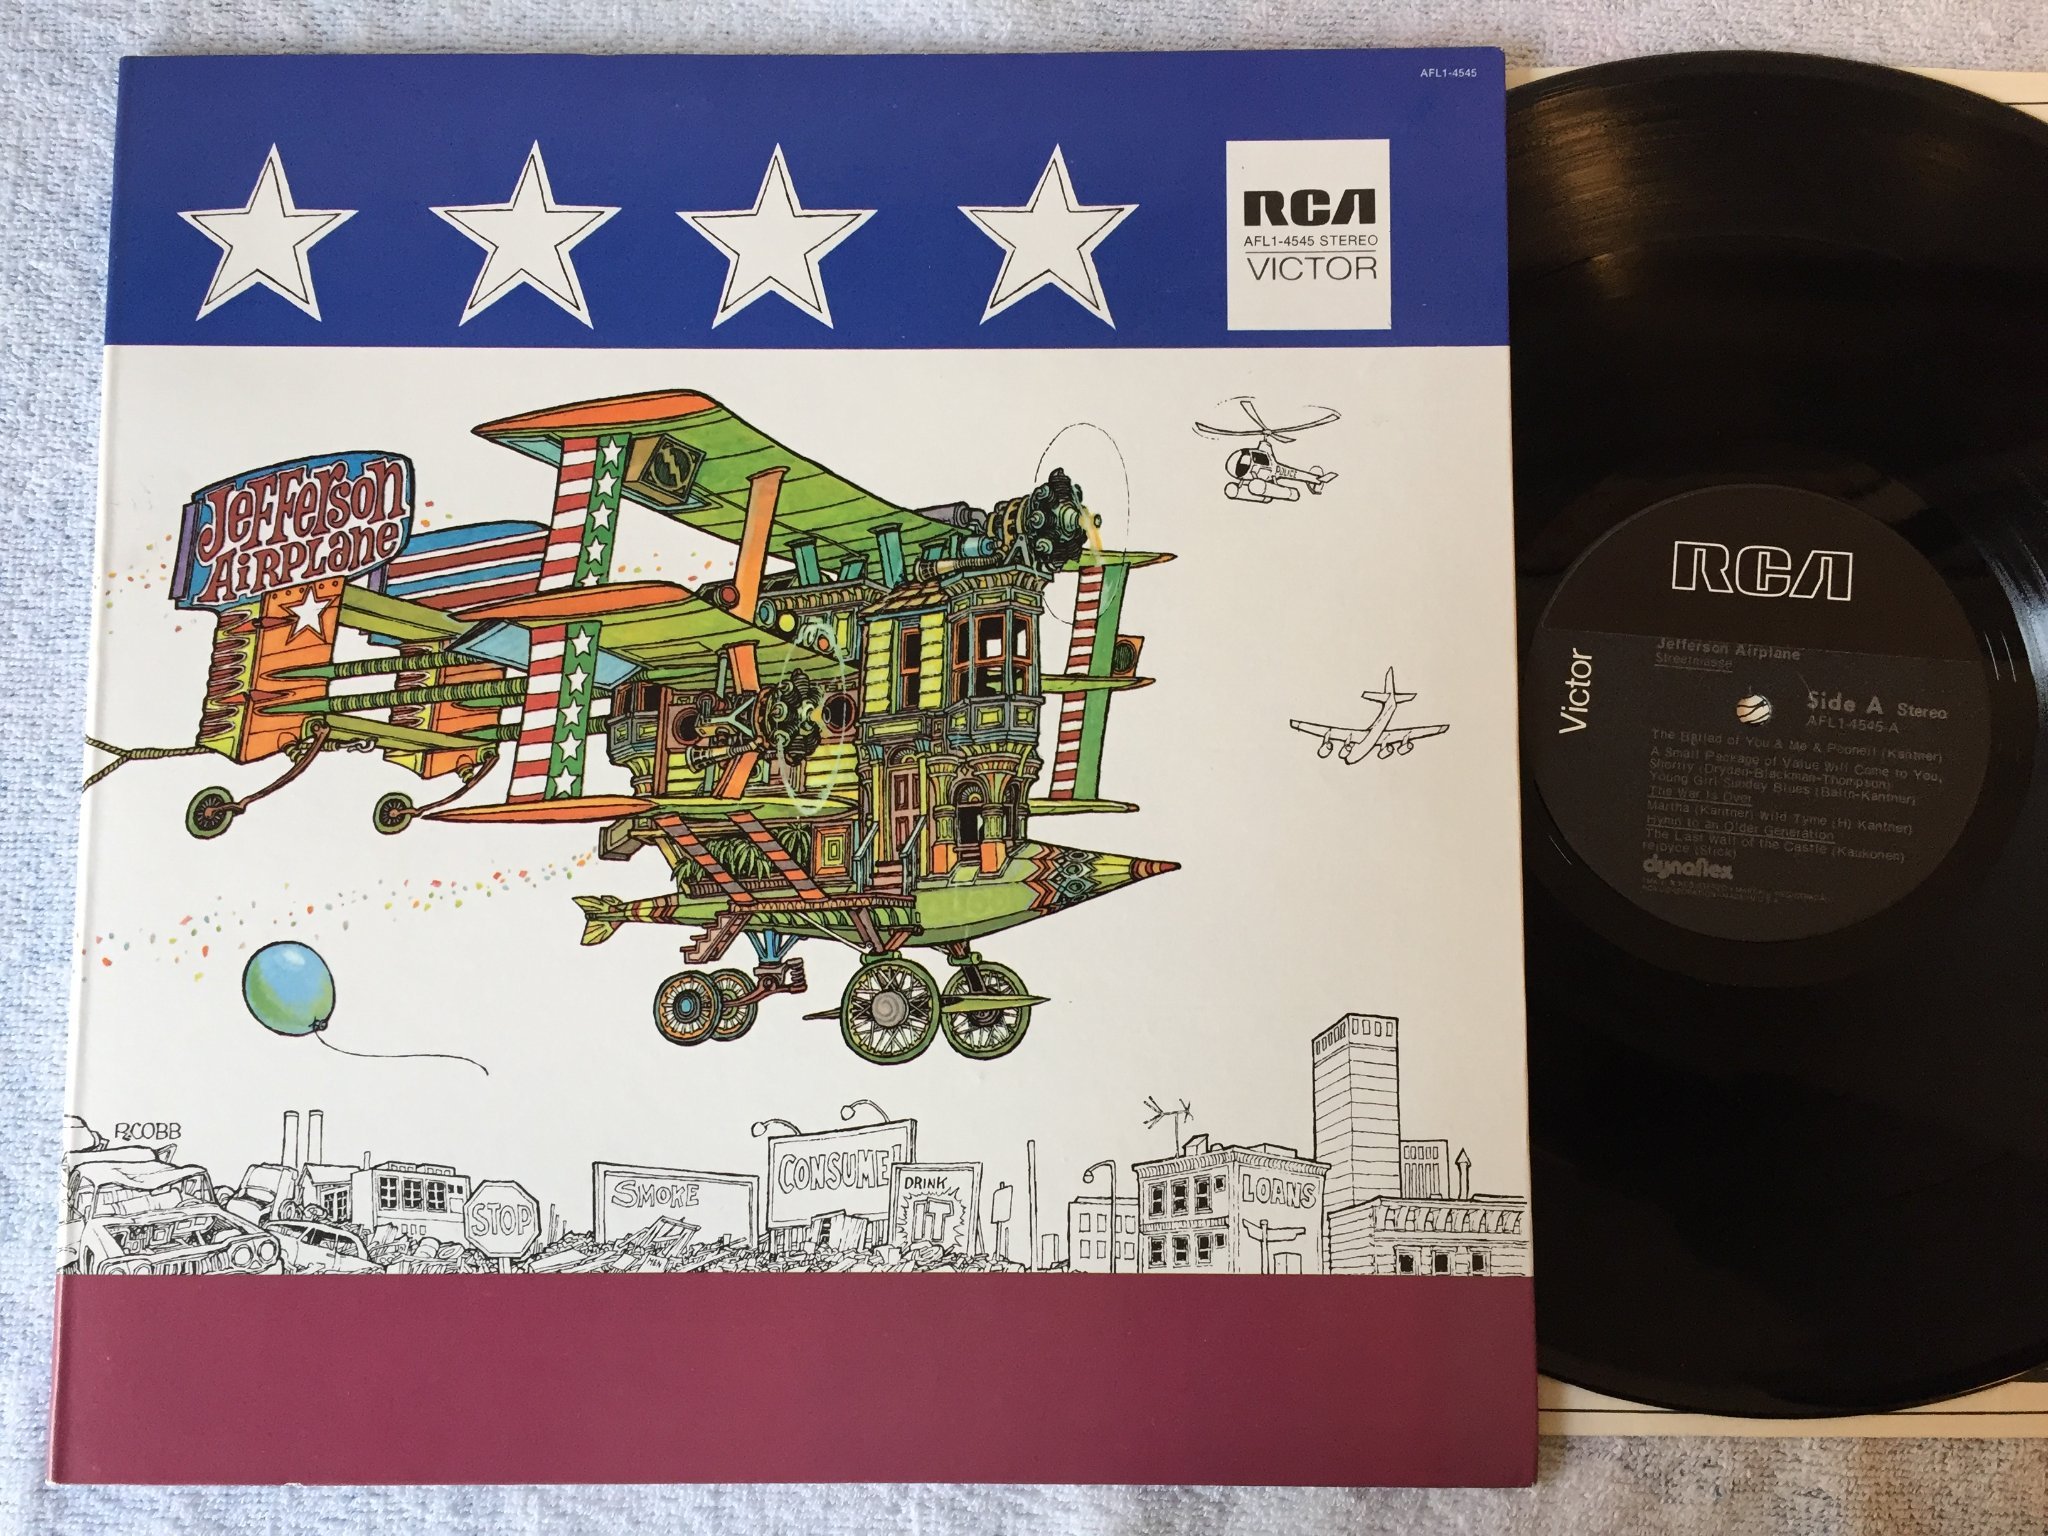 AFL1-4545
RCA
AFL1-4545 STEREO
VICTOR
Jefferson
Airplane
POLICE
R.COBB
STOP
SMOKE
CONSUME!
DRINK
IT
LOANS
RCA
Victor
Jefferson Airplane
Streetmasse
Side A Stereo
AFL1-4545-A
The Ballad of You & Me & Pooneil (Kantner)
A Small Package of Value Will Come to You,
Shortly (Dryden-Blackman-Thompson)
Young Girl Sunday Blues (Balin-Kantner)
The War Is Over
Martha (Kantner) Wild Tyme (H) Kantner)
Hymn to an Older Generation
The Last Wall of the Castle (Kaukonen)
rejoyce (Slick)
dynaflex